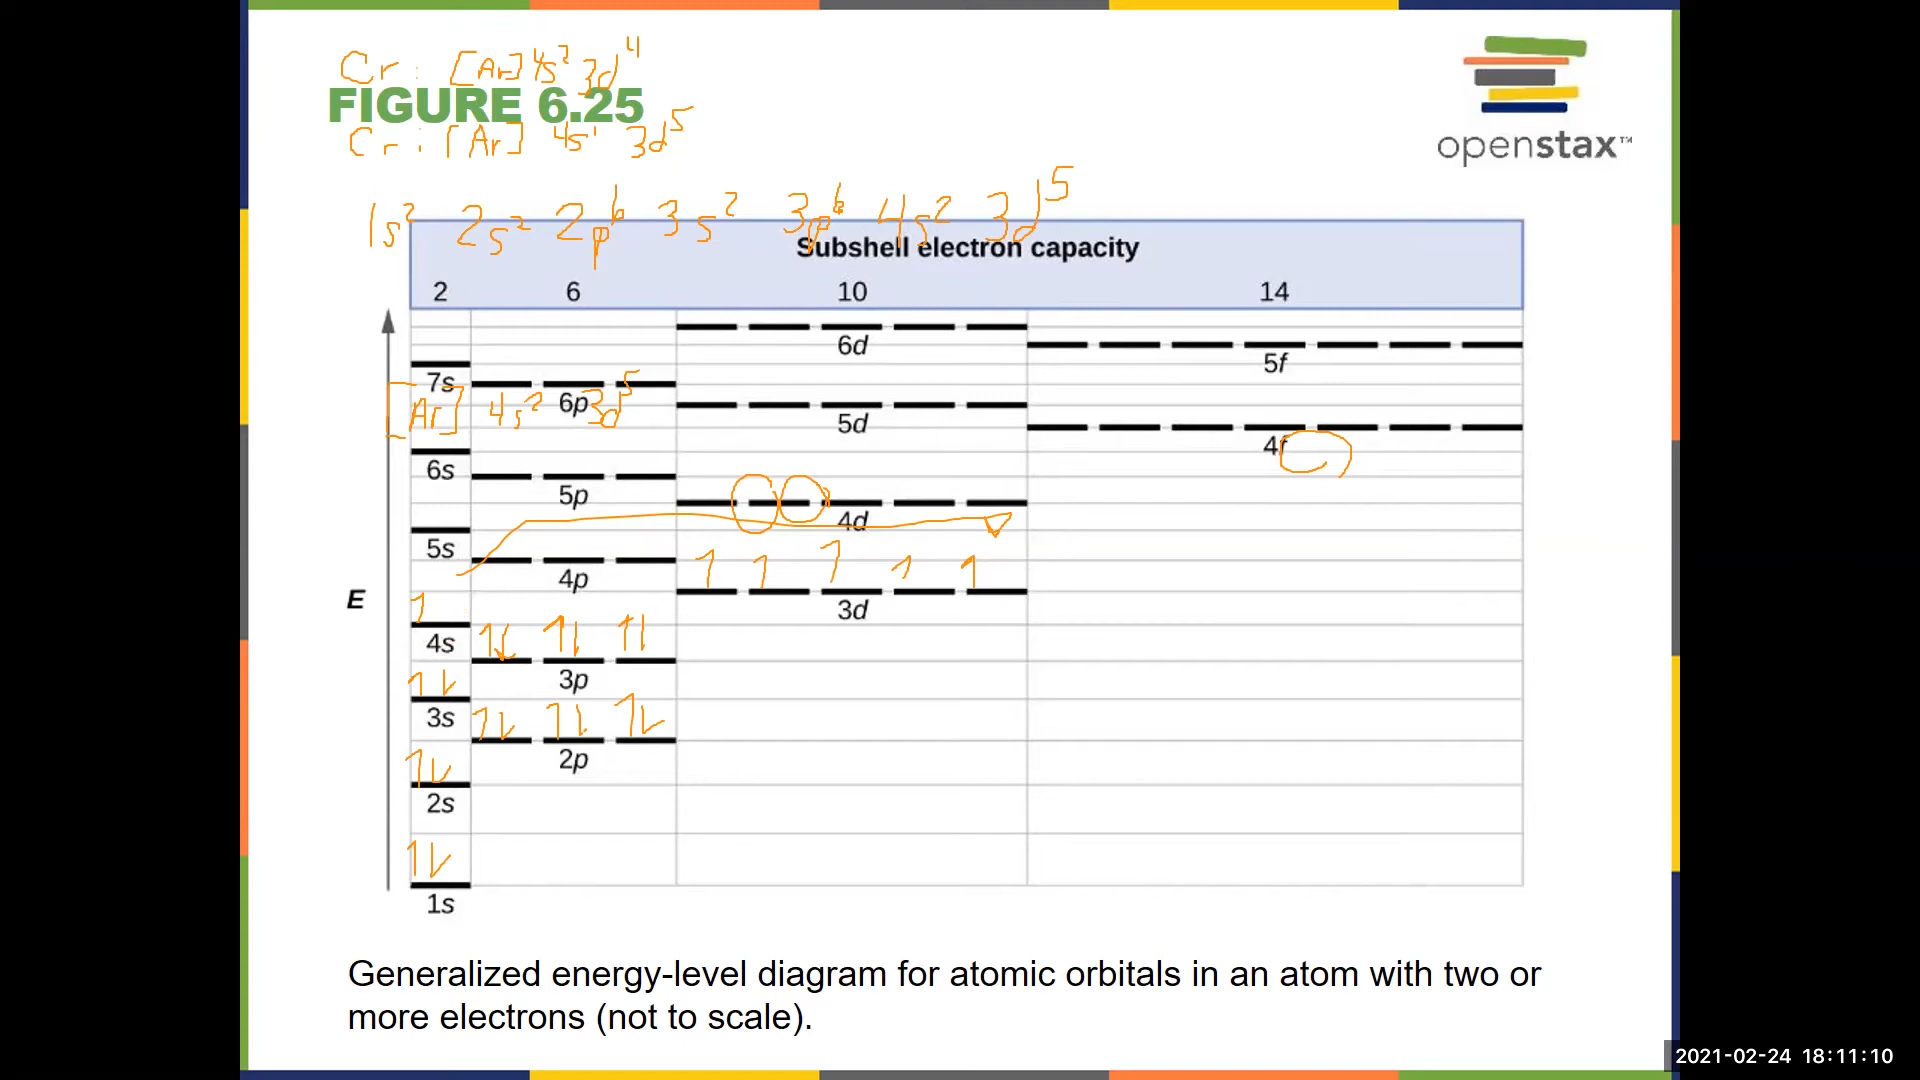 Cr : [Ar] 4s² 3d⁴
FIGURE 6.25
Cr : [Ar] 4s¹ 3d⁵
openstax™
1s² 2s² 2p⁶ 3s² 3p⁶ 4s² 3d⁵
Subshell electron capacity
2 6 10 14
6d
5f
7s
6p
[Ar] 4s² 3d⁵
5d
4f
6s
5p
4d
5s
4p
E
3d
4s
3p
3s
2p
2s
1s
Generalized energy-level diagram for atomic orbitals in an atom with two or
more electrons (not to scale).
2021-02-24 18:11:10